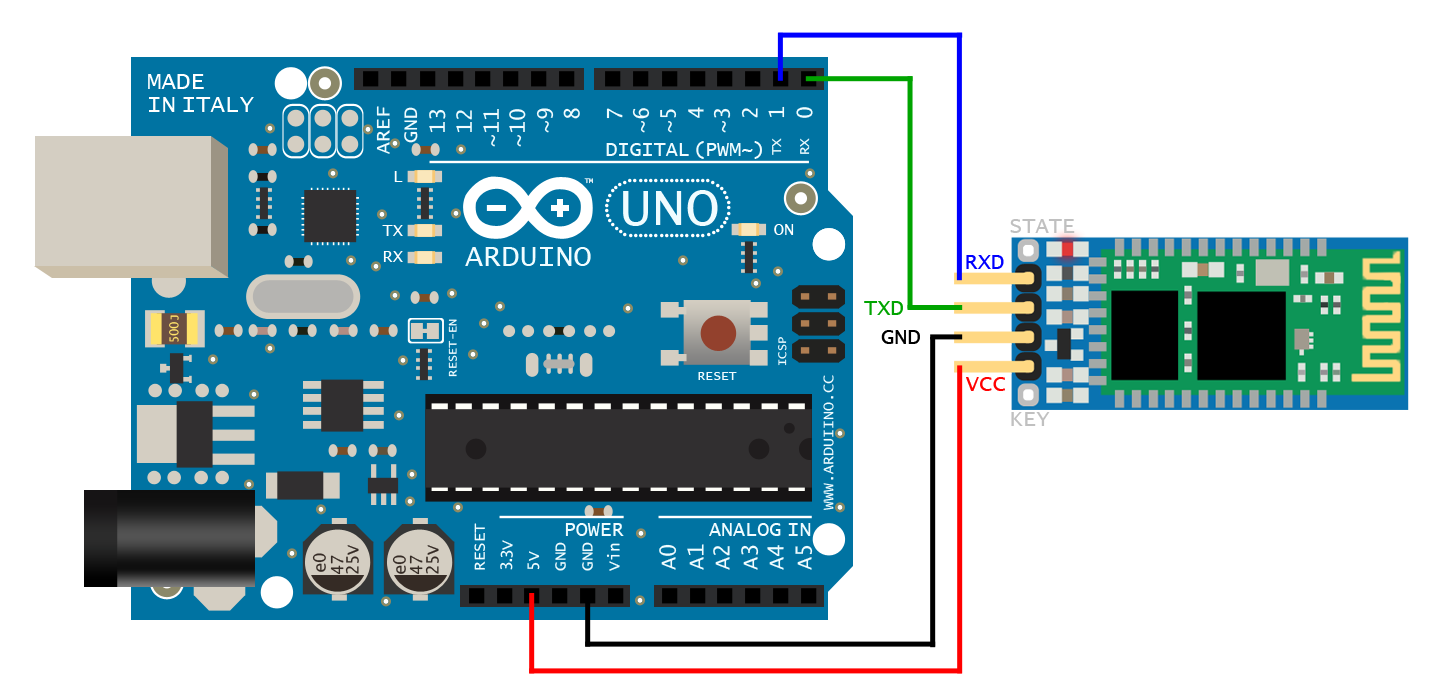 MADE
IN ITALY
AREF
GND
13
12
~11
~10
~9
8
7
~6
~5
4
~3
2
1
0
DIGITAL (PWM~)
TX
RX
L
TX
RX
™
UNO
ARDUINO
ON
STATE
RXD
TXD
GND
VCC
KEY
500J
RESET-EN
RESET
ICSP
WWW.ARDUIINO.CC
e0
47
25V
e0
47
25V
POWER
RESET
3.3V
5V
GND
GND
Vin
ANALOG IN
A0
A1
A2
A3
A4
A5